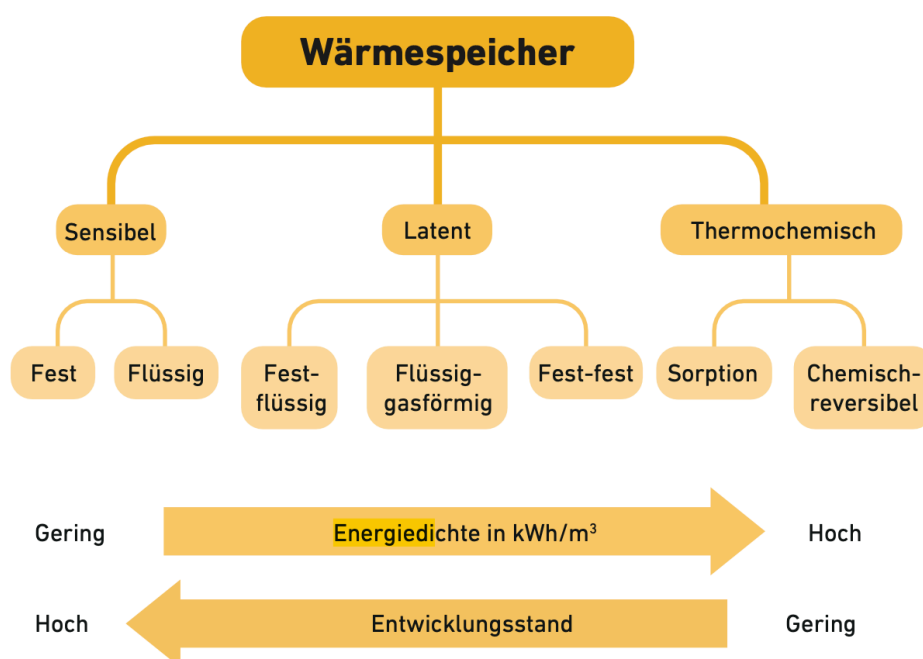 Wärmespeicher
Sensibel
Latent
Thermochemisch
Fest
Flüssig
Fest-
flüssig
Flüssig-
gasförmig
Fest-fest
Sorption
Chemisch-
reversibel
Gering
Energiedichte in kWh/m³
Hoch
Hoch
Entwicklungsstand
Gering